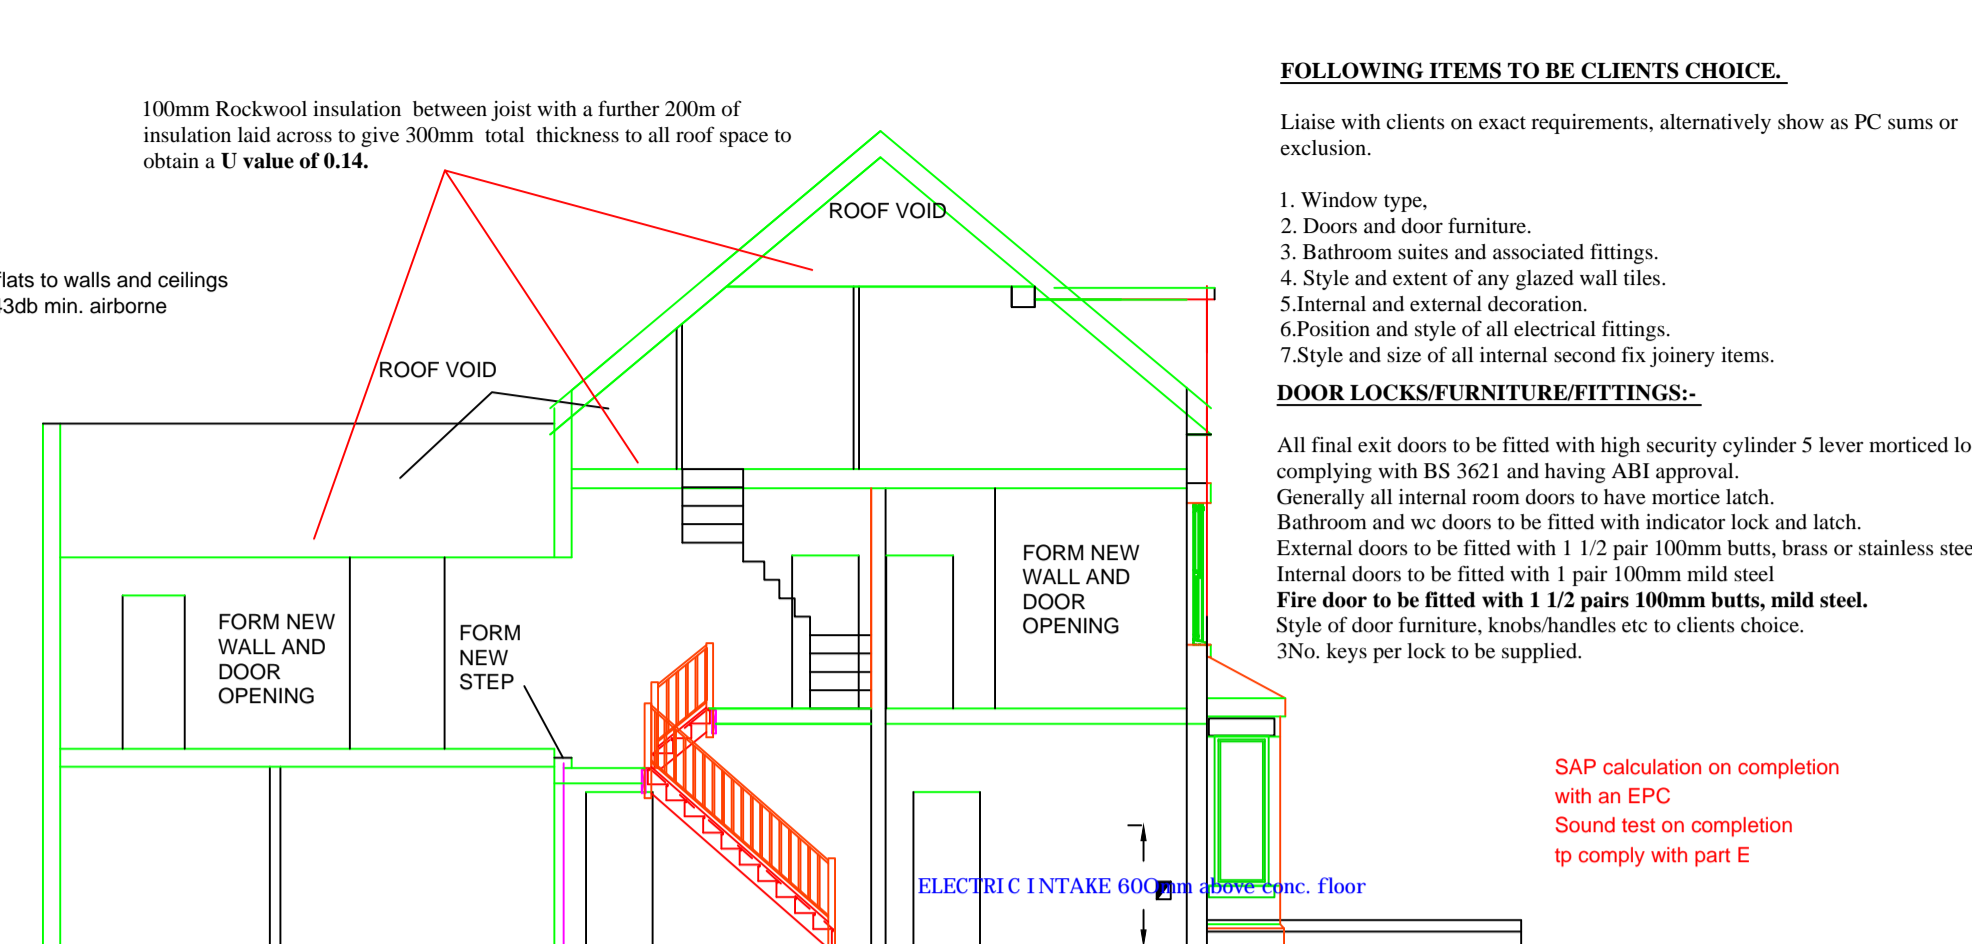 100mm Rockwool insulation between joist with a further 200m of
insulation laid across to give 300mm total thickness to all roof space to
obtain a U value of 0.14.
flats to walls and ceilings
43db min. airborne
ROOF VOID
ROOF VOID
FORM NEW
WALL AND
DOOR
OPENING
FORM
NEW
STEP
FORM NEW
WALL AND
DOOR
OPENING
ELECTRIC INTAKE 600mm above conc. floor
FOLLOWING ITEMS TO BE CLIENTS CHOICE.
Liaise with clients on exact requirements, alternatively show as PC sums or
exclusion.
1. Window type,
2. Doors and door furniture.
3. Bathroom suites and associated fittings.
4. Style and extent of any glazed wall tiles.
5.Internal and external decoration.
6.Position and style of all electrical fittings.
7.Style and size of all internal second fix joinery items.
DOOR LOCKS/FURNITURE/FITTINGS:-
All final exit doors to be fitted with high security cylinder 5 lever morticed lo
complying with BS 3621 and having ABI approval.
Generally all internal room doors to have mortice latch.
Bathroom and wc doors to be fitted with indicator lock and latch.
External doors to be fitted with 1 1/2 pair 100mm butts, brass or stainless stee
Internal doors to be fitted with 1 pair 100mm mild steel
Fire door to be fitted with 1 1/2 pairs 100mm butts, mild steel.
Style of door furniture, knobs/handles etc to clients choice.
3No. keys per lock to be supplied.
SAP calculation on completion
with an EPC
Sound test on completion
tp comply with part E